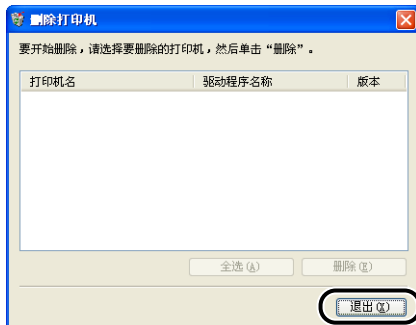 删除打印机
要开始删除，请选择要删除的打印机，然后单击“删除”。
打印机名 驱动程序名称 版本
全选(A) 删除(E)
退出(X)